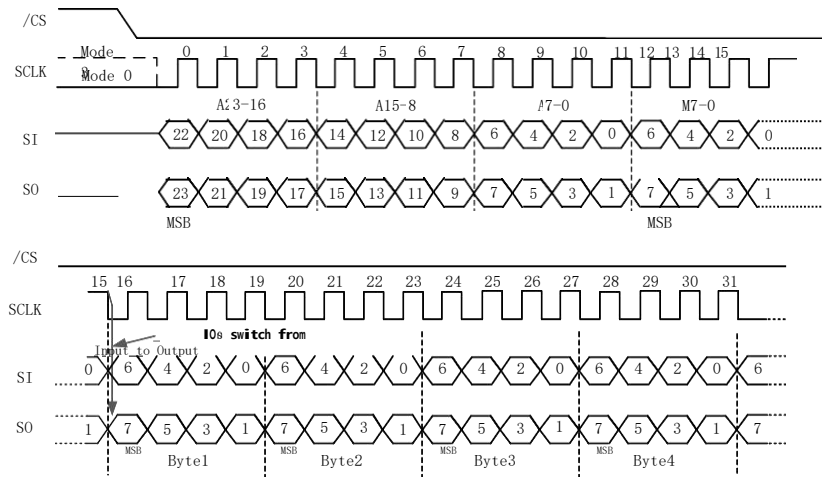 /CS
Mode 3
Mode 0
SCLK
0 1 2 3 4 5 6 7 8 9 10 11 12 13 14 15
A23-16 A15-8 A7-0 M7-0
SI
22 20 18 16 14 12 10 8 6 4 2 0 6 4 2 0
SO
23 21 19 17 15 13 11 9 7 5 3 1 7 5 3 1
MSB MSB
/CS
15 16 17 18 19 20 21 22 23 24 25 26 27 28 29 30 31
SCLK
IOs switch from
Input to Output
SI
0 6 4 2 0 6 4 2 0 6 4 2 0 6 4 2 0 6
SO
1 7 5 3 1 7 5 3 1 7 5 3 1 7 5 3 1 7
MSB MSB MSB MSB
Byte1 Byte2 Byte3 Byte4